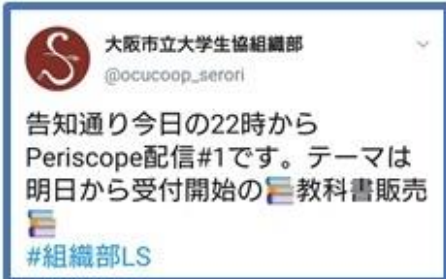 大阪市立大学生協組織部
@ocucoop_serori
告知通り今日の22時から
Periscope配信#1です。テーマは
明日から受付開始の📚教科書販売
📚
#組織部LS